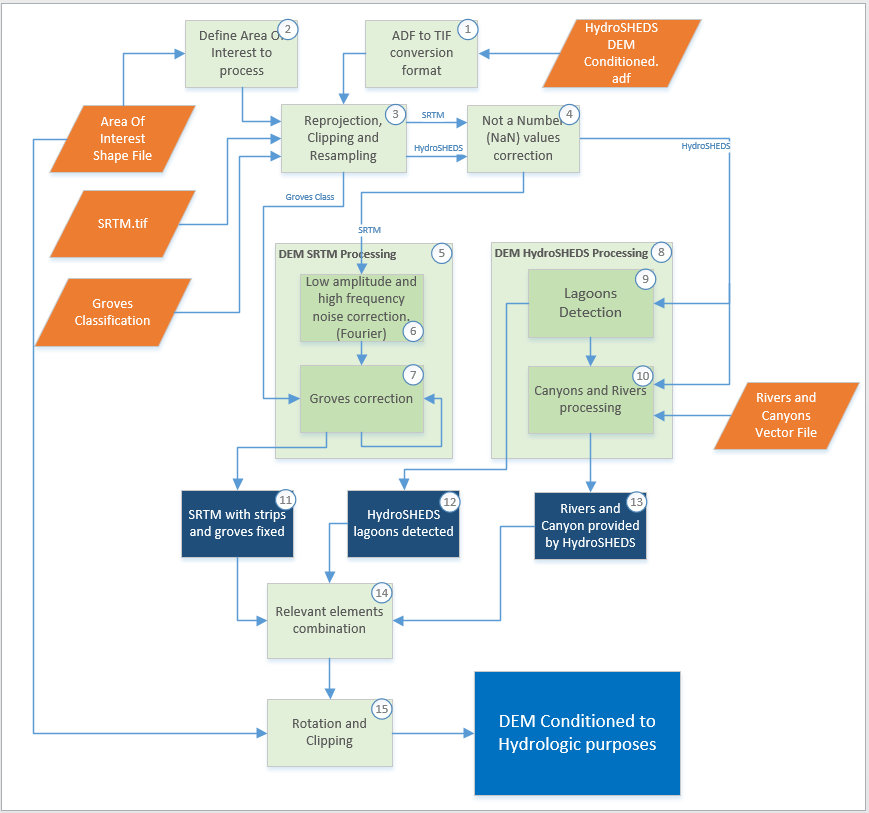 Define Area Of
Interest to
process
2
ADF to TIF
conversion
format
1
HydroSHEDS
DEM
Conditioned.
adf
Area Of
Interest
Shape File
Reprojection,
Clipping and
Resampling
3
SRTM
HydroSHEDS
Not a Number
(NaN) values
correction
4
HydroSHEDS
SRTM.tif
Groves Class
SRTM
Groves
Classification
DEM SRTM Processing
5
Low amplitude and
high frequency
noise correction.
(Fourier)
6
Groves correction
7
DEM HydroSHEDS Processing
8
Lagoons
Detection
9
Canyons and Rivers
processing
10
Rivers and
Canyons
Vector File
SRTM with strips
and groves fixed
11
HydroSHEDS
lagoons detected
12
Rivers and
Canyon provided
by HydroSHEDS
13
Relevant elements
combination
14
Rotation and
Clipping
15
DEM Conditioned to
Hydrologic purposes